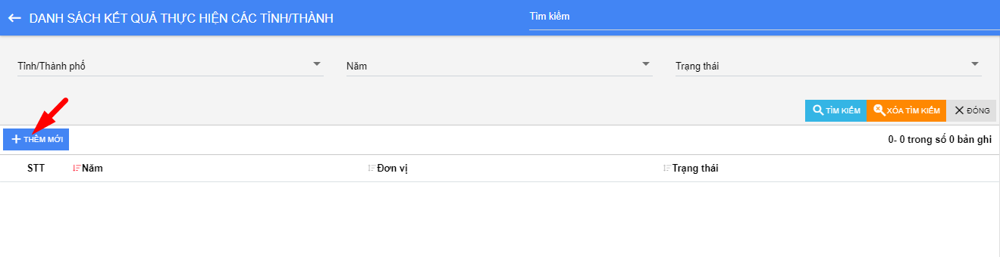 DANH SÁCH KẾT QUẢ THỰC HIỆN CÁC TỈNH/THÀNH
Tìm kiếm
Tỉnh/Thành phố
Năm
Trạng thái
TÌM KIẾM
XÓA TÌM KIẾM
ĐÓNG
THÊM MỚI
0- 0 trong số 0 bản ghi
STT Năm Đơn vị Trạng thái